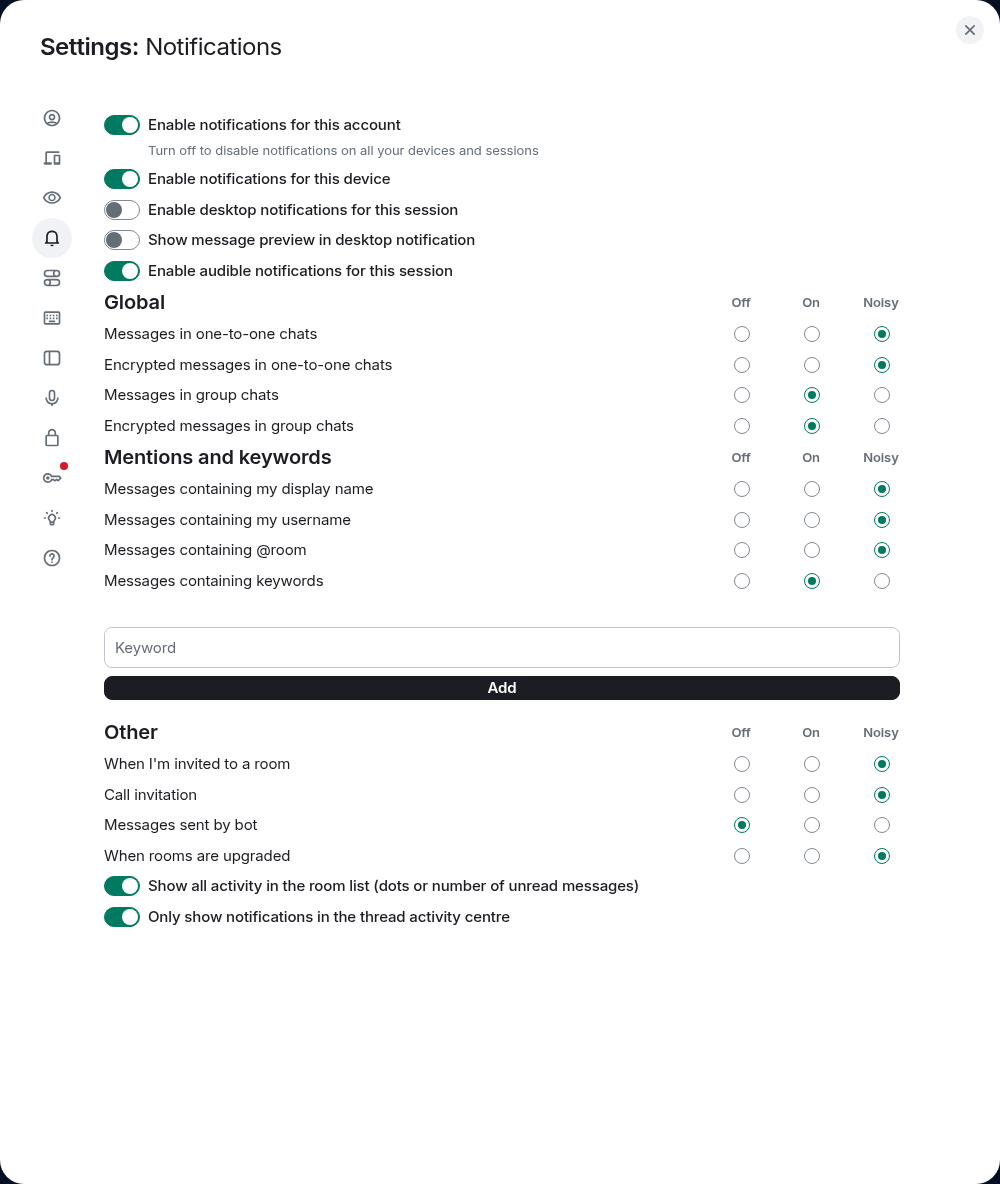 Settings: Notifications
Enable notifications for this account
Turn off to disable notifications on all your devices and sessions
Enable notifications for this device
Enable desktop notifications for this session
Show message preview in desktop notification
Enable audible notifications for this session
Global Off On Noisy
Messages in one-to-one chats
Encrypted messages in one-to-one chats
Messages in group chats
Encrypted messages in group chats
Mentions and keywords Off On Noisy
Messages containing my display name
Messages containing my username
Messages containing @room
Messages containing keywords
Keyword
Add
Other Off On Noisy
When I'm invited to a room
Call invitation
Messages sent by bot
When rooms are upgraded
Show all activity in the room list (dots or number of unread messages)
Only show notifications in the thread activity centre